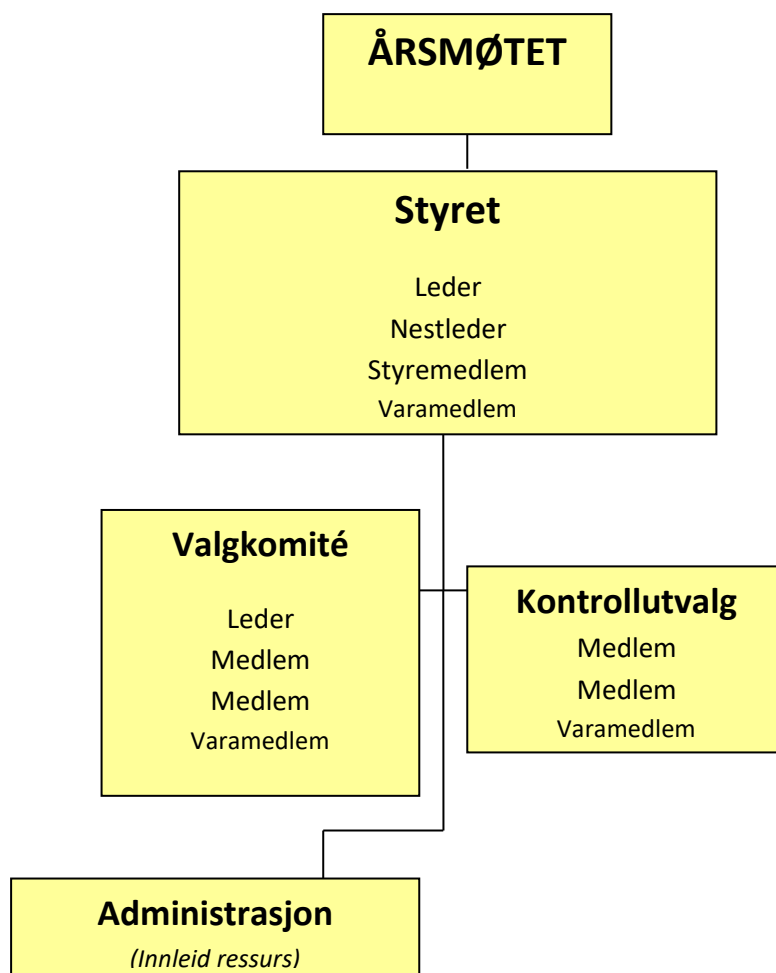 ÅRSMØTET
Styret
Leder
Nestleder
Styremedlem
Varamedlem
Valgkomité
Leder
Medlem
Medlem
Varamedlem
Kontrollutvalg
Medlem
Medlem
Varamedlem
Administrasjon
(Innleid ressurs)